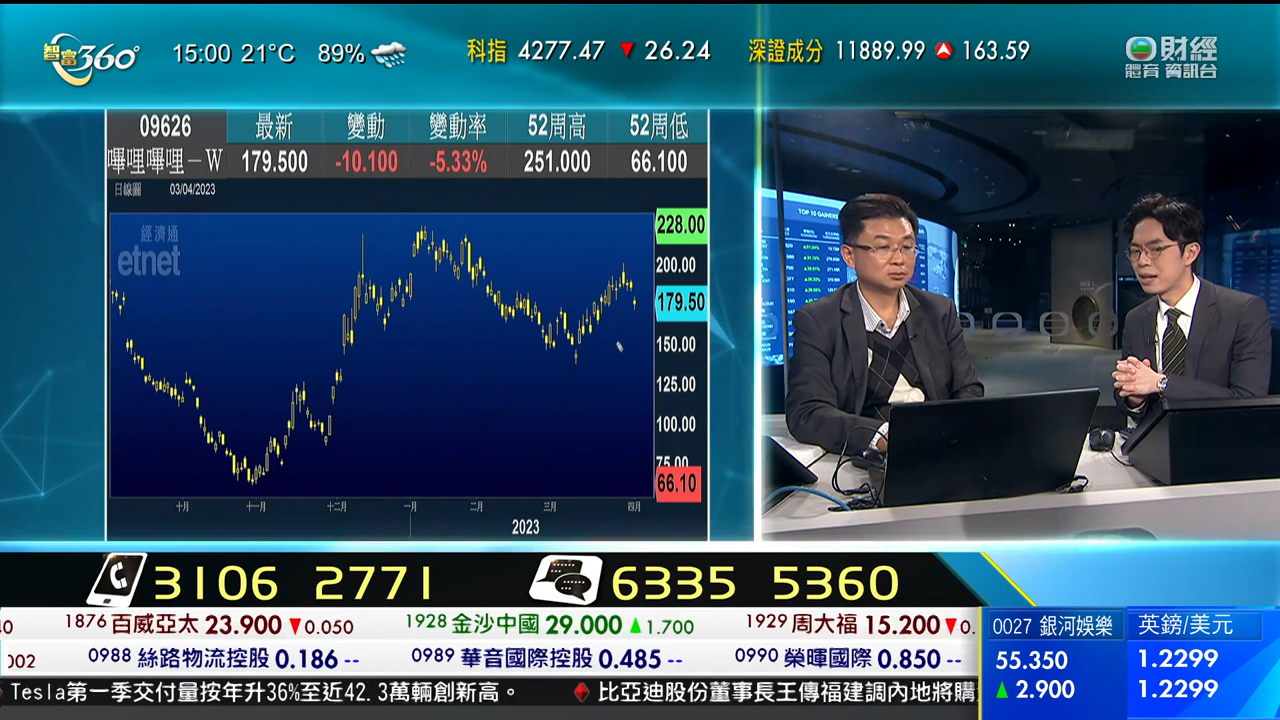 智富360°
15:00 21°C 89%
科指 4277.47 ▼ 26.24
深證成分 11889.99 ▲ 163.59
財經
體育 資訊台
09626 最新 變動 變動率 52周高 52周低
嗶哩嗶哩－W 179.500 -10.100 -5.33% 251.000 66.100
日線圖 03/04/2023
經濟通
etnet
228.00
200.00
179.50
150.00
125.00
100.00
75.00
66.10
十月 十一月 十二月 一月 二月 三月 四月
2023
TOP 10 GAINERS
3106 2771
6335 5360
1876 百威亞太 23.900 ▼0.050 1928 金沙中國 29.000 ▲1.700 1929 周大福 15.200 ▼0.
002 0988 絲路物流控股 0.186 -- 0989 華音國際控股 0.485 -- 0990 榮暉國際 0.850 --
Tesla第一季交付量按年升36%至近42.3萬輛創新高。 比亞迪股份董事長王傳福建調內地將購
0027 銀河娛樂
55.350
▲ 2.900
英鎊/美元
1.2299
1.2299